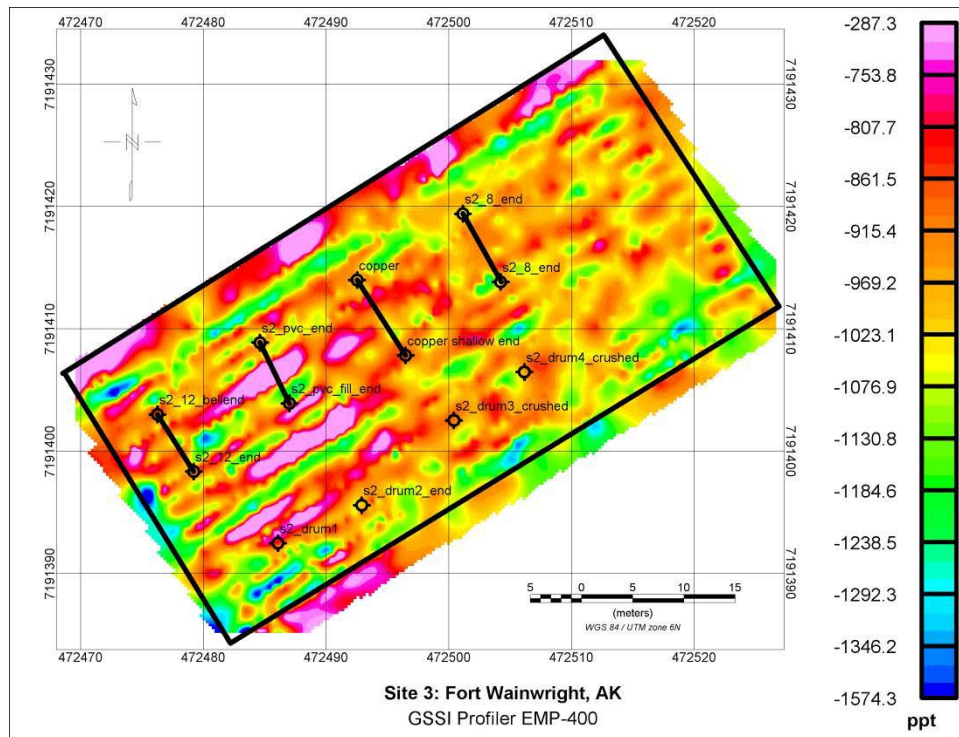 472470 472480 472490 472500 472510 472520
7191430 7191430
7191420 7191420
7191410 7191410
7191400 7191400
7191390 7191390
N
s2_8_end
s2_8_end
copper
copper shallow end
s2_pvc_end
s2_pvc_fill_end
s2_drum4_crushed
s2_12_bellend
s2_drum3_crushed
s2_12_end
s2_drum2_end
s2_drum1
5 0 5 10 15
(meters)
WGS 84 / UTM zone 6N
472470 472480 472490 472500 472510 472520
Site 3: Fort Wainwright, AK
GSSI Profiler EMP-400
-287.3
-753.8
-807.7
-861.5
-915.4
-969.2
-1023.1
-1076.9
-1130.8
-1184.6
-1238.5
-1292.3
-1346.2
-1574.3
ppt